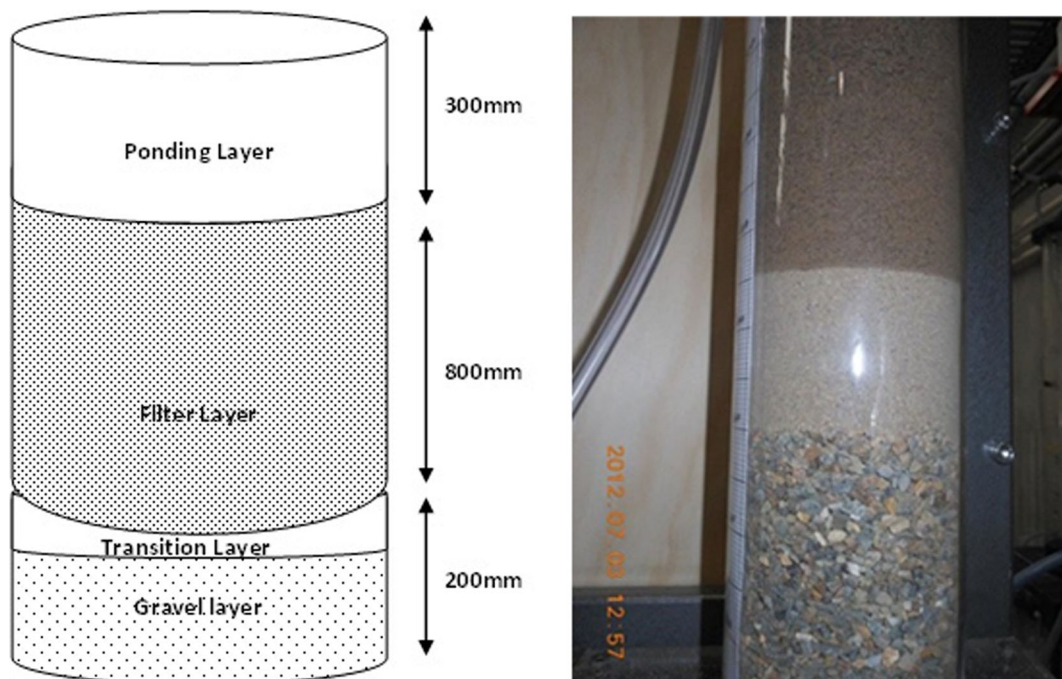 300mm
Ponding Layer
800mm
Filter Layer
Transition Layer
200mm
Gravel layer
2012.07.03 12:57